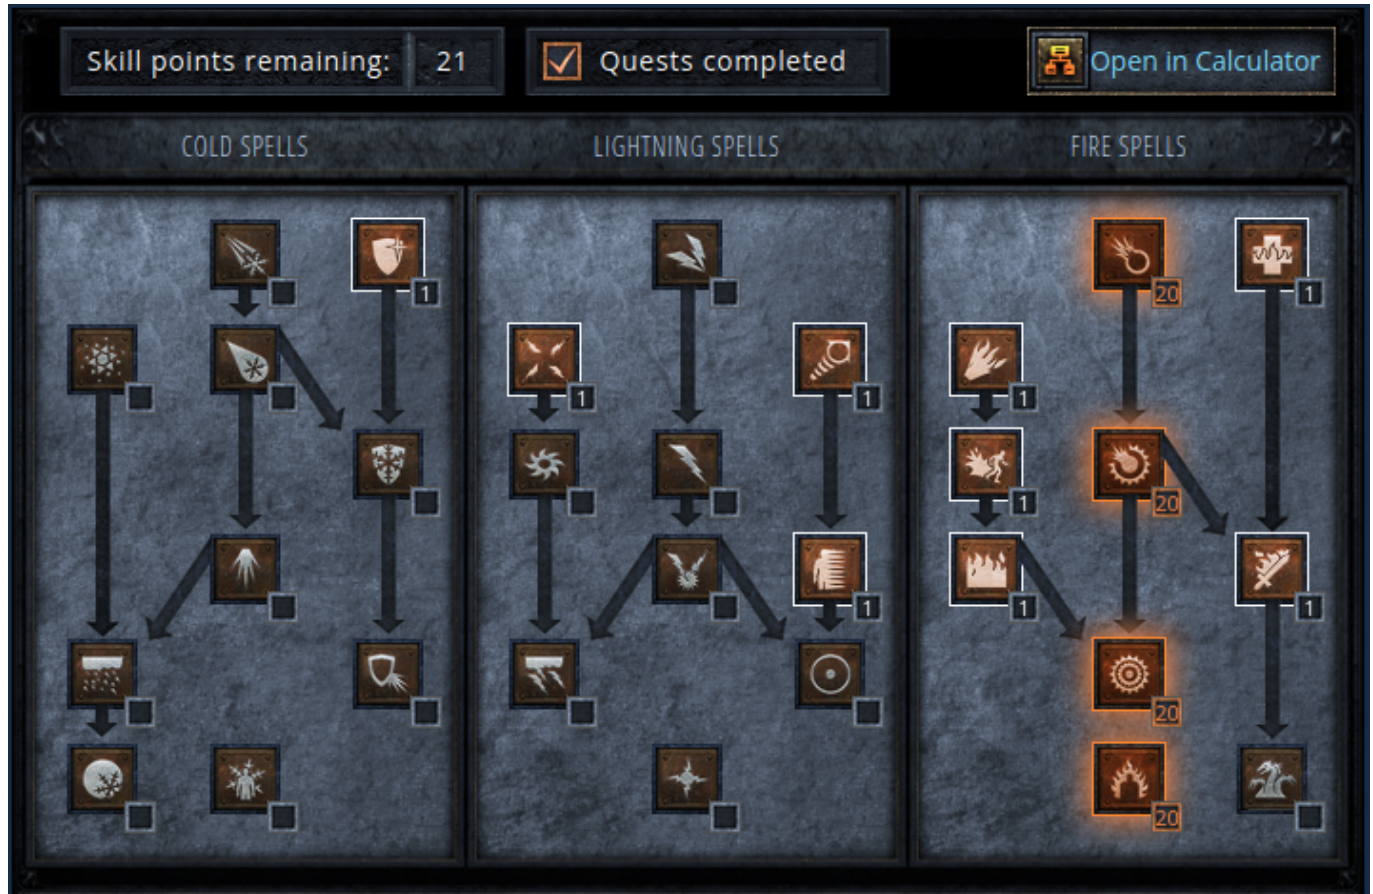 Skill points remaining: 21 Quests completed Open in Calculator
COLD SPELLS LIGHTNING SPELLS FIRE SPELLS
1 20 1
1 1 1
1 20
1 1 1
20
20